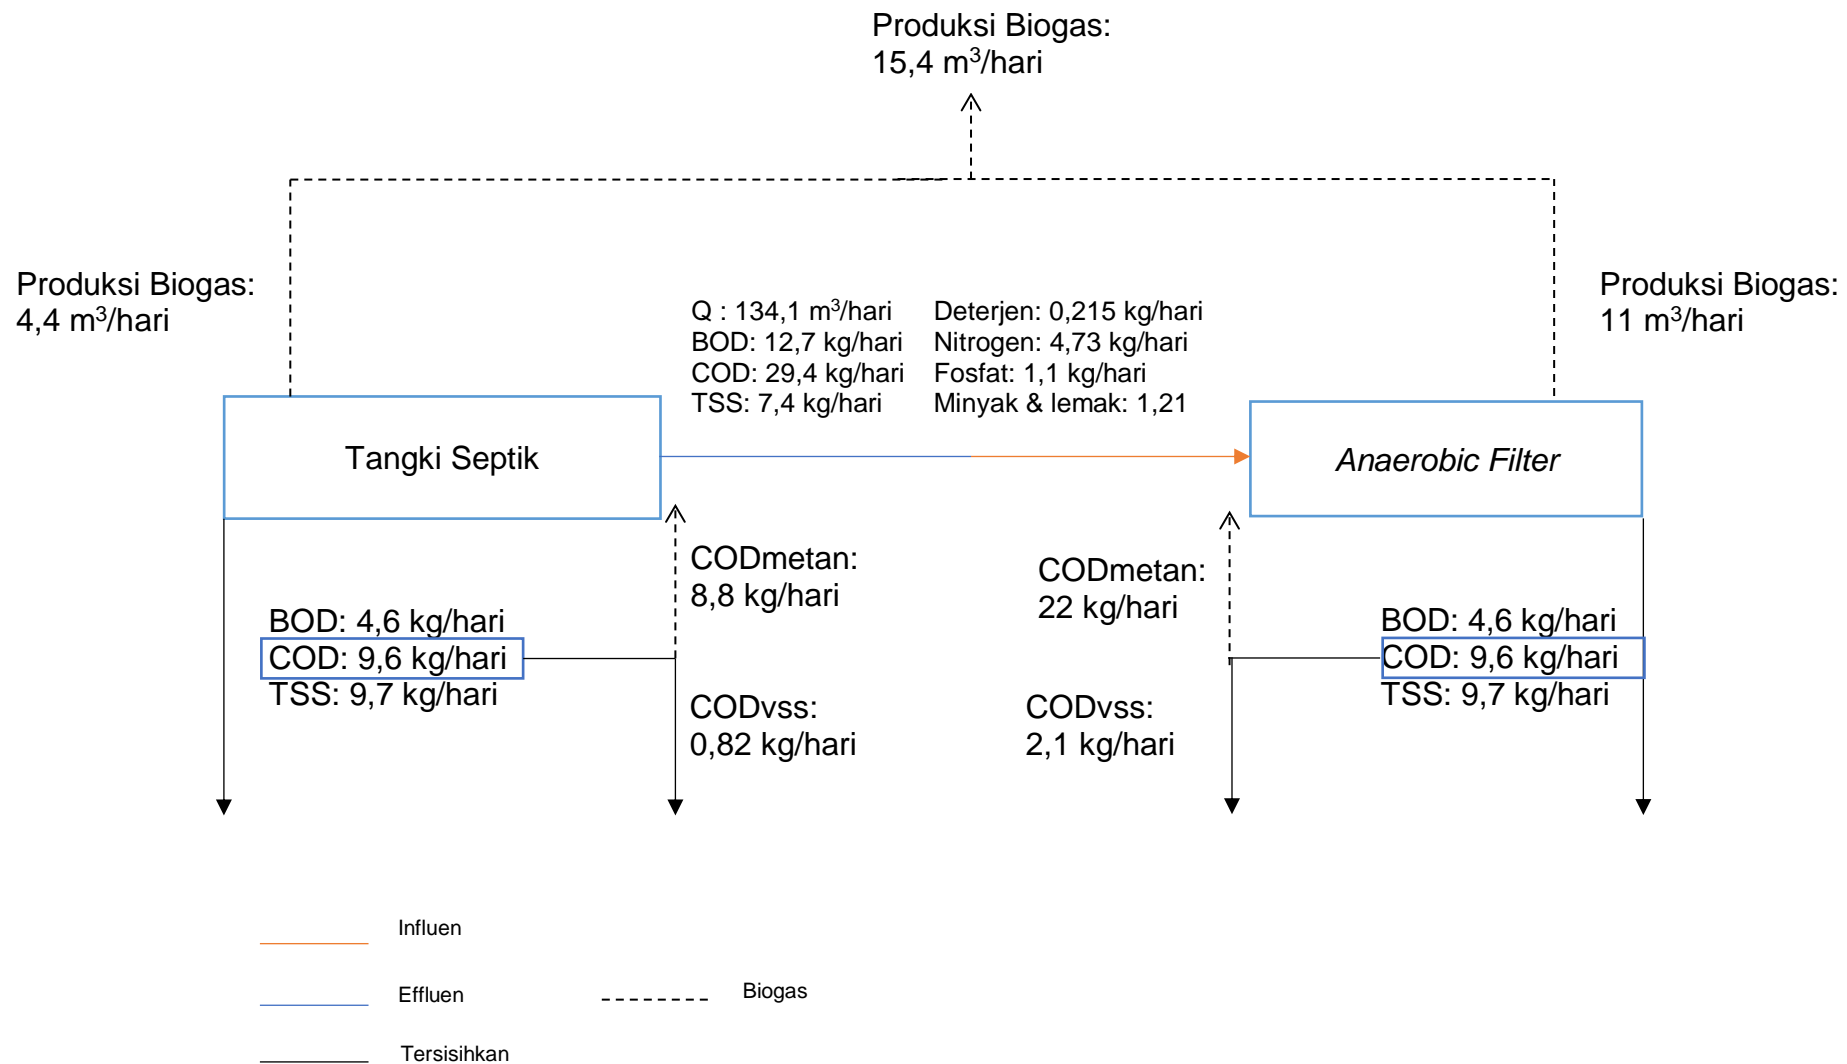 Produksi Biogas:
15,4 m³/hari
Produksi Biogas:
4,4 m³/hari
Q : 134,1 m³/hari
BOD: 12,7 kg/hari
COD: 29,4 kg/hari
TSS: 7,4 kg/hari
Deterjen: 0,215 kg/hari
Nitrogen: 4,73 kg/hari
Fosfat: 1,1 kg/hari
Minyak & lemak: 1,21
Produksi Biogas:
11 m³/hari
Tangki Septik
Anaerobic Filter
BOD: 4,6 kg/hari
COD: 9,6 kg/hari
TSS: 9,7 kg/hari
CODmetan:
8,8 kg/hari
CODvss:
0,82 kg/hari
CODmetan:
22 kg/hari
CODvss:
2,1 kg/hari
BOD: 4,6 kg/hari
COD: 9,6 kg/hari
TSS: 9,7 kg/hari
Influen
Effluen
Biogas
Tersisihkan